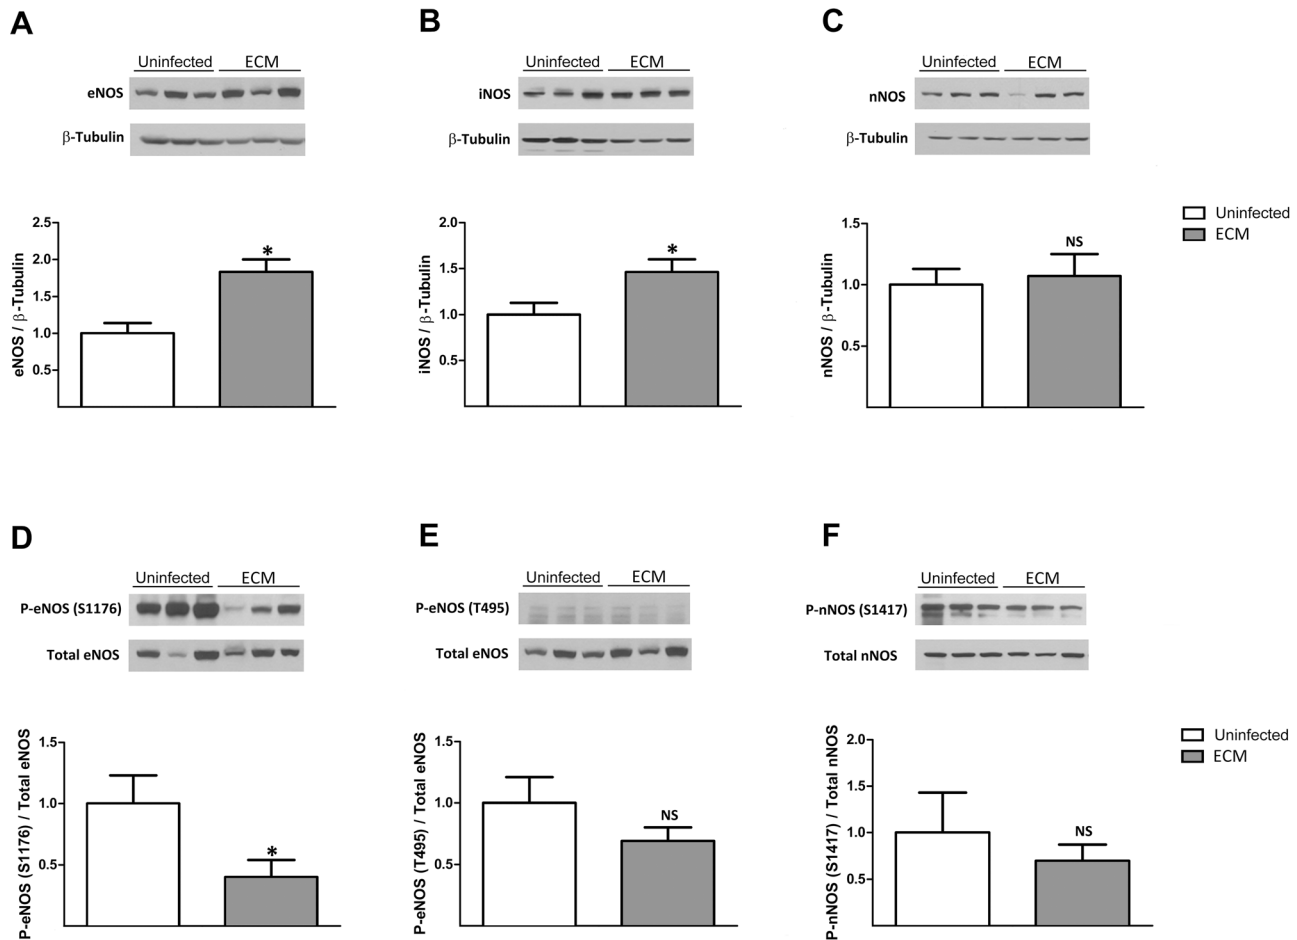 A
Uninfected ECM
eNOS
β-Tubulin
eNOS / β-Tubulin
2.5
2.0
1.5
1.0
0.5
*
B
Uninfected ECM
iNOS
β-Tubulin
iNOS / β-Tubulin
2.0
1.5
1.0
0.5
*
C
Uninfected ECM
nNOS
β-Tubulin
nNOS / β-Tubulin
1.5
1.0
0.5
NS
Uninfected
ECM
D
Uninfected ECM
P-eNOS (S1176)
Total eNOS
P-eNOS (S1176) / Total eNOS
1.5
1.0
0.5
*
E
Uninfected ECM
P-eNOS (T495)
Total eNOS
P-eNOS (T495) / Total eNOS
1.5
1.0
0.5
NS
F
Uninfected ECM
P-nNOS (S1417)
Total nNOS
P-nNOS (S1417) / Total nNOS
2.0
1.5
1.0
0.5
NS
Uninfected
ECM